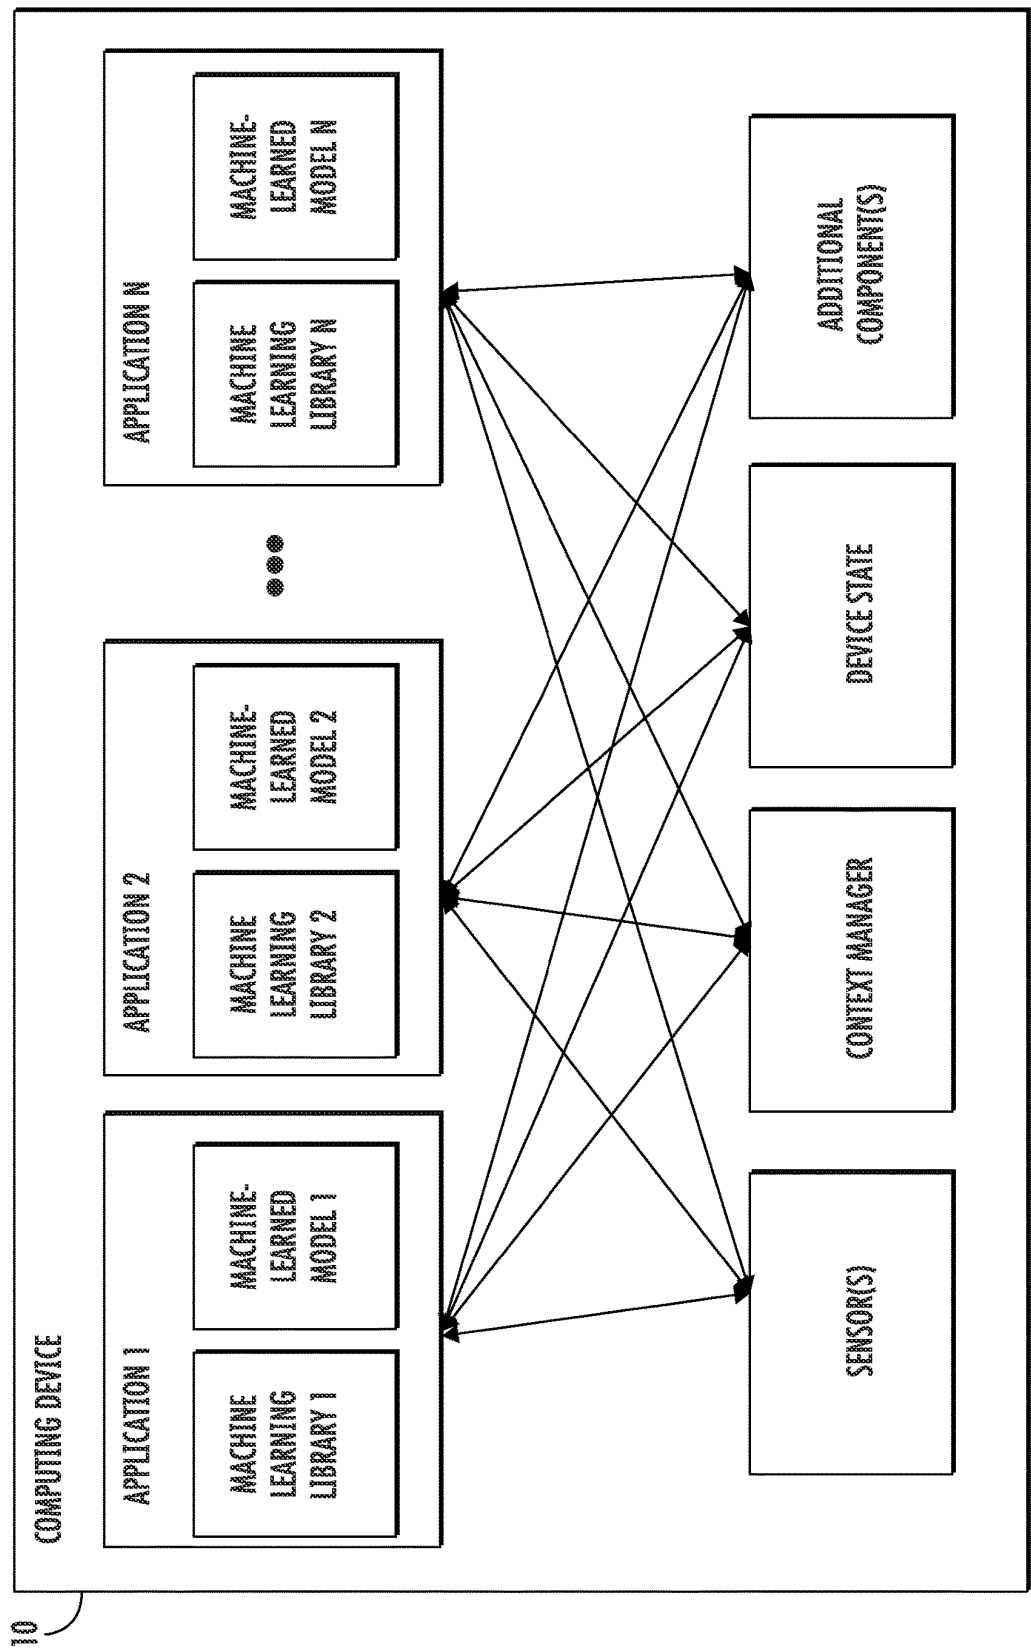 10
COMPUTING DEVICE
APPLICATION 1
MACHINE
LEARNING
LIBRARY 1
MACHINE-
LEARNED
MODEL 1
APPLICATION 2
MACHINE
LEARNING
LIBRARY 2
MACHINE-
LEARNED
MODEL 2
APPLICATION N
MACHINE
LEARNING
LIBRARY N
MACHINE-
LEARNED
MODEL N
SENSOR(S)
CONTEXT MANAGER
DEVICE STATE
ADDITIONAL
COMPONENT(S)